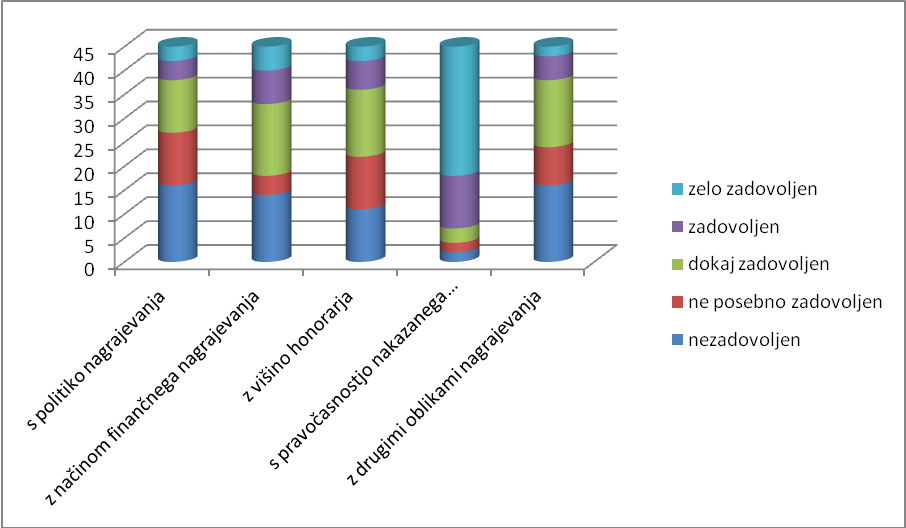 45
40
35
30
25
20
15
10
5
0
s politiko nagrajevanja
z načinom finančnega nagrajevanja
z višino honorarja
s pravočasnostjo nakazanega...
z drugimi oblikami nagrajevanja
zelo zadovoljen
zadovoljen
dokaj zadovoljen
ne posebno zadovoljen
nezadovoljen